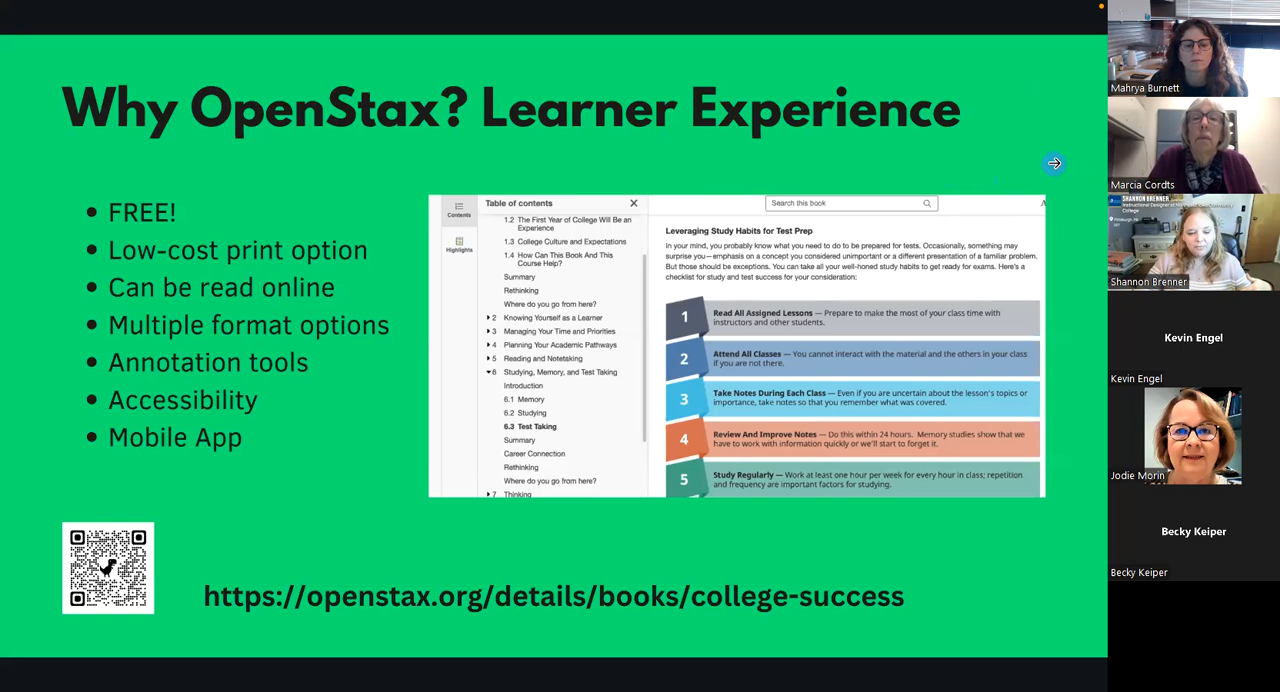 Why OpenStax? Learner Experience
FREE!
Low-cost print option
Can be read online
Multiple format options
Annotation tools
Accessibility
Mobile App
Contents
Highlights
Table of contents
1.2 The First Year of College Will Be an
Experience
1.3 College Culture and Expectations
1.4 How Can This Book And This
Course Help?
Summary
Rethinking
Where do you go from here?
2 Knowing Yourself as a Learner
3 Managing Your Time and Priorities
4 Planning Your Academic Pathways
5 Reading and Notetaking
6 Studying, Memory, and Test Taking
Introduction
6.1 Memory
6.2 Studying
6.3 Test Taking
Summary
Career Connection
Rethinking
Where do you go from here?
7 Thinking
Search this book
Leveraging Study Habits for Test Prep
In your mind, you probably know what you need to do to be prepared for tests. Occasionally, something may
surprise you—emphasis on a concept you considered unimportant or a different presentation of a familiar problem.
But those should be exceptions. You can take all your well-honed study habits to get ready for exams. Here's a
checklist for study and test success for your consideration:
1 Read All Assigned Lessons — Prepare to make the most of your class time with
instructors and other students.
2 Attend All Classes — You cannot interact with the material and the others in your class
if you are not there.
3 Take Notes During Each Class — Even if you are uncertain about the lesson's topics or
importance, take notes so that you remember what was covered.
4 Review And Improve Notes — Do this within 24 hours. Memory studies show that we
have to work with information quickly or we'll start to forget it.
5 Study Regularly — Work at least one hour per week for every hour in class; repetition
and frequency are important factors for studying.
https://openstax.org/details/books/college-success
Mahrya Burnett
Marcia Cordts
SHANNON BRENNER
Instructional Designer at
College
Shannon Brenner
Kevin Engel
Kevin Engel
Jodie Morin
Becky Keiper
Becky Keiper